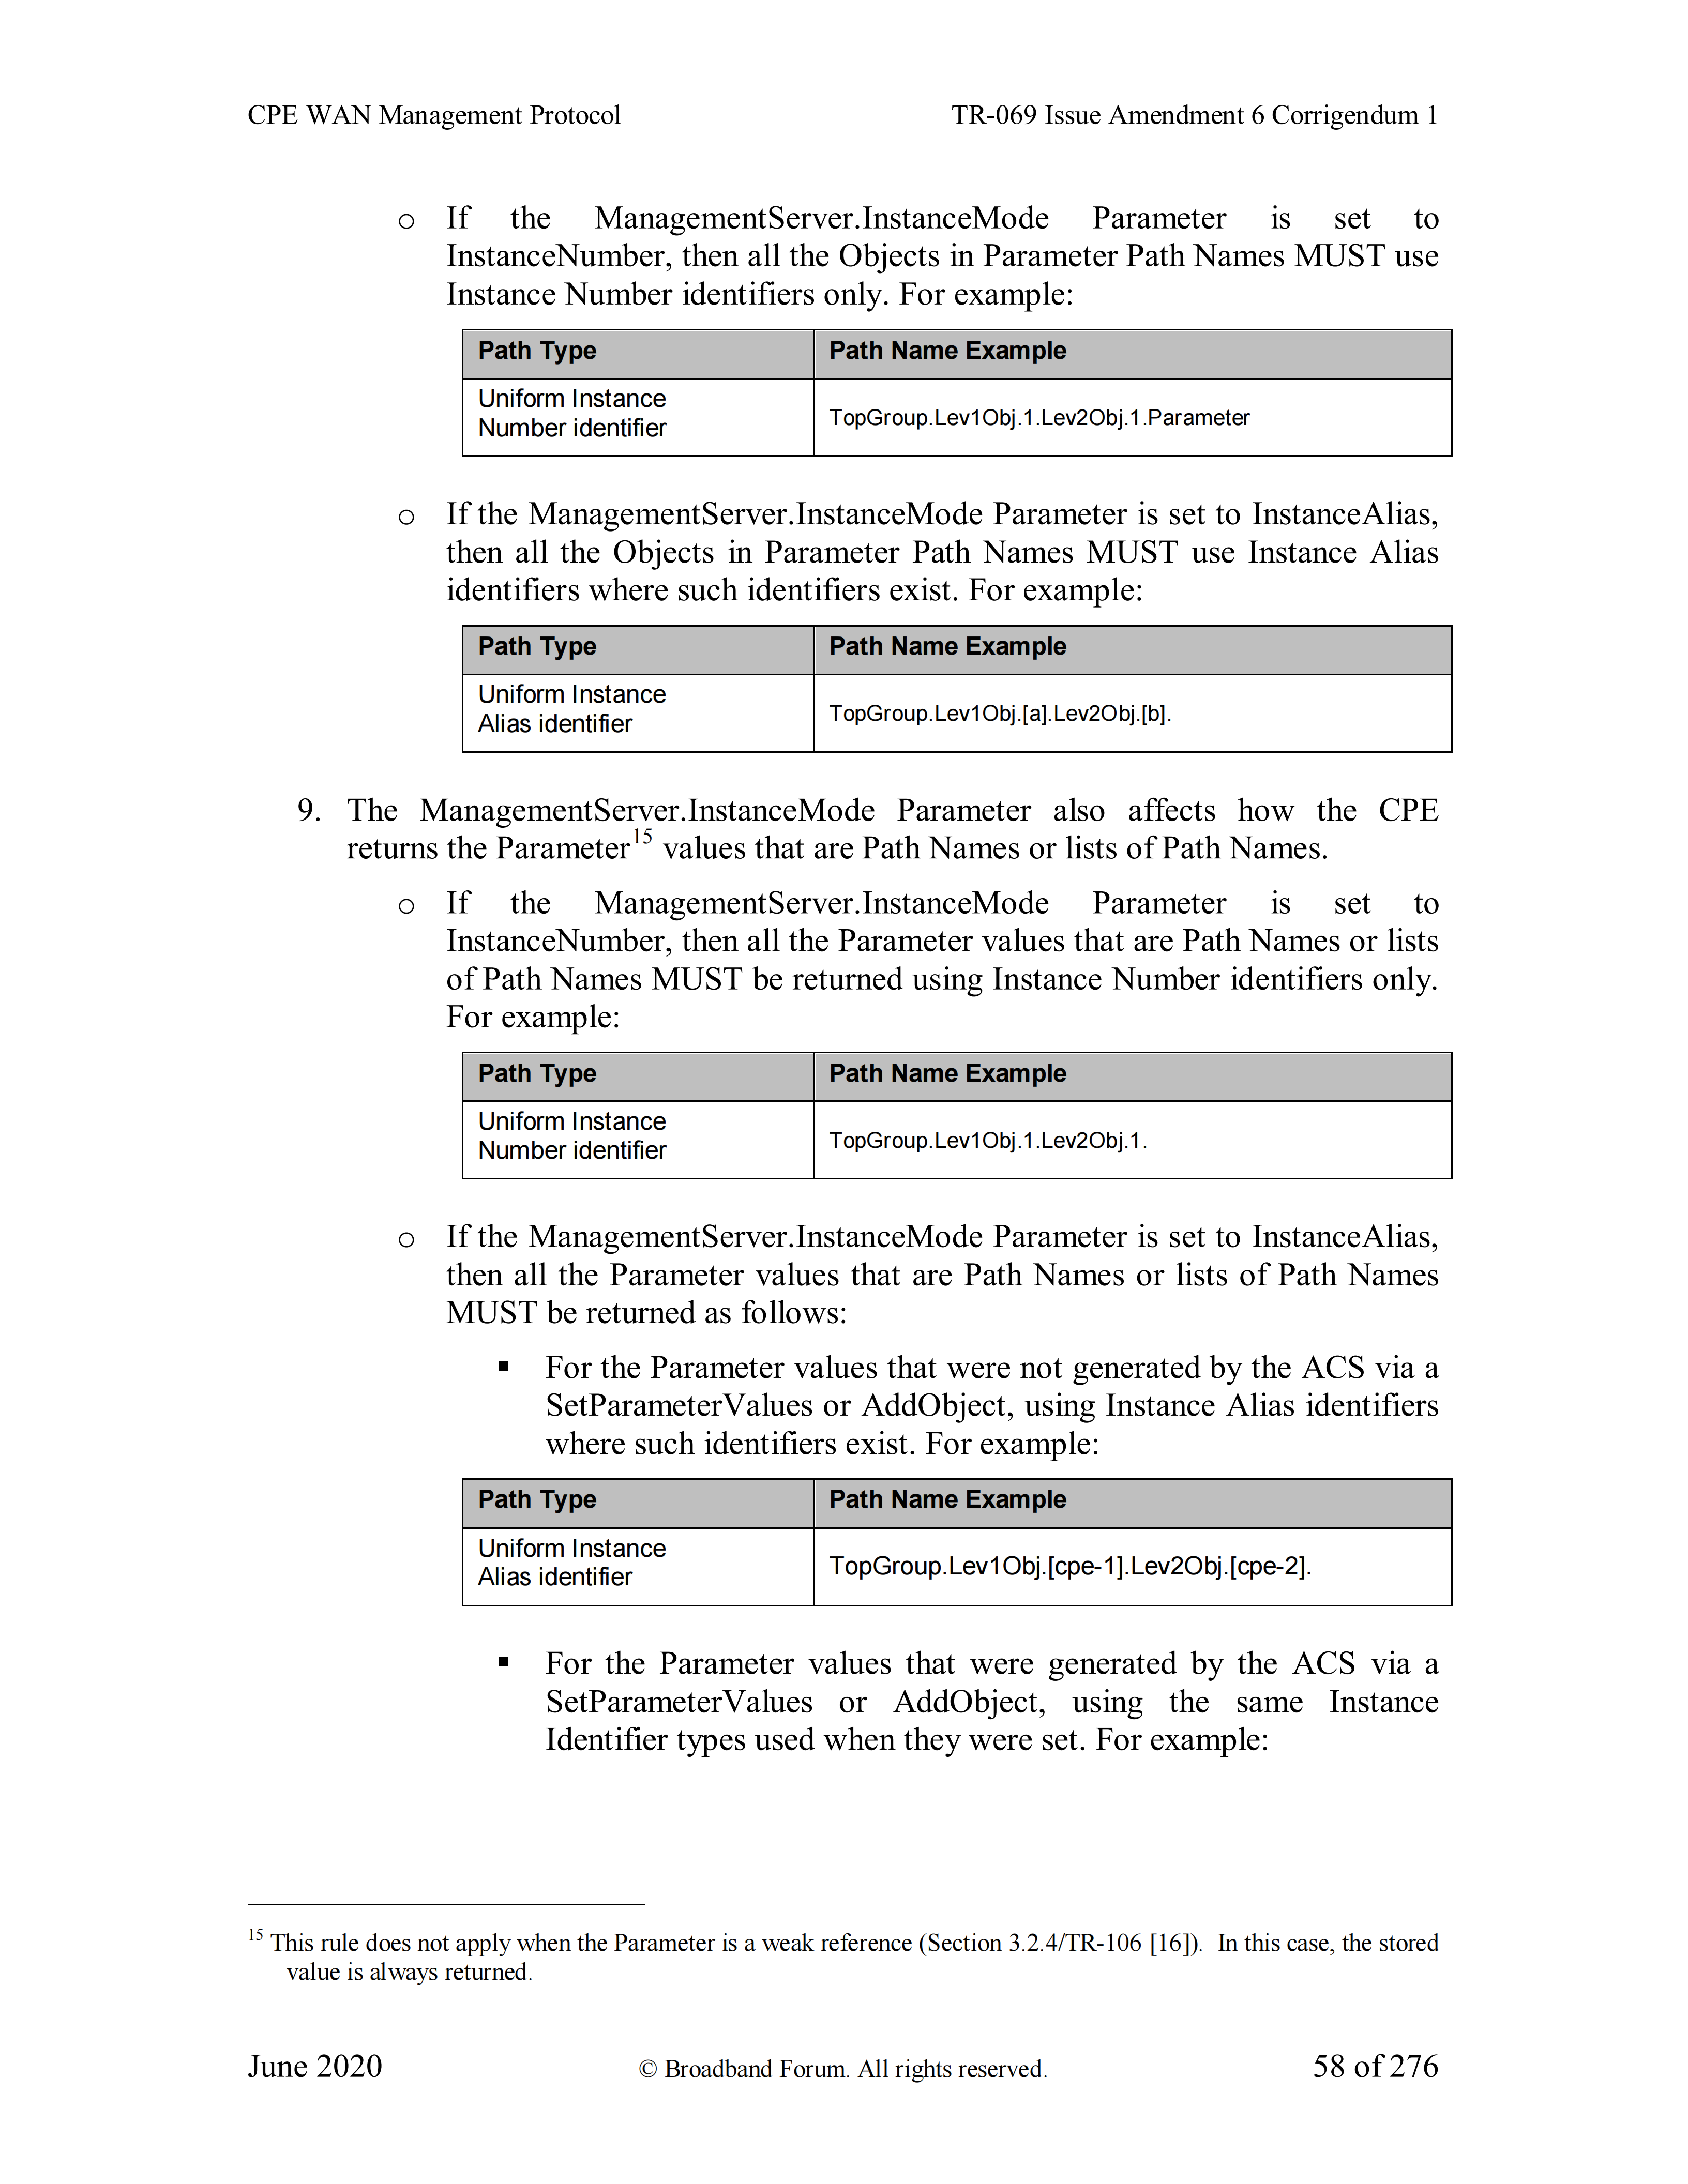 CPE WAN Management Protocol TR-069 Issue Amendment 6 Corrigendum 1
o If the ManagementServer.InstanceMode Parameter is set to
InstanceNumber, then all the Objects in Parameter Path Names MUST use
Instance Number identifiers only. For example:
Path Type Path Name Example
Uniform Instance
Number identifier
TopGroup.Lev1Obj.1.Lev2Obj.1.Parameter
o If the ManagementServer.InstanceMode Parameter is set to InstanceAlias,
then all the Objects in Parameter Path Names MUST use Instance Alias
identifiers where such identifiers exist. For example:
Path Type Path Name Example
Uniform Instance
Alias identifier
TopGroup.Lev1Obj.[a].Lev2Obj.[b].
9. The ManagementServer.InstanceMode Parameter also affects how the CPE
returns the Parameter15 values that are Path Names or lists of Path Names.
o If the ManagementServer.InstanceMode Parameter is set to
InstanceNumber, then all the Parameter values that are Path Names or lists
of Path Names MUST be returned using Instance Number identifiers only.
For example:
Path Type Path Name Example
Uniform Instance
Number identifier
TopGroup.Lev1Obj.1.Lev2Obj.1.
o If the ManagementServer.InstanceMode Parameter is set to InstanceAlias,
then all the Parameter values that are Path Names or lists of Path Names
MUST be returned as follows:
▪ For the Parameter values that were not generated by the ACS via a
SetParameterValues or AddObject, using Instance Alias identifiers
where such identifiers exist. For example:
Path Type Path Name Example
Uniform Instance
Alias identifier
TopGroup.Lev1Obj.[cpe-1].Lev2Obj.[cpe-2].
▪ For the Parameter values that were generated by the ACS via a
SetParameterValues or AddObject, using the same Instance
Identifier types used when they were set. For example:
15 This rule does not apply when the Parameter is a weak reference (Section 3.2.4/TR-106 [16]). In this case, the stored
value is always returned.
June 2020 © Broadband Forum. All rights reserved. 58 of 276